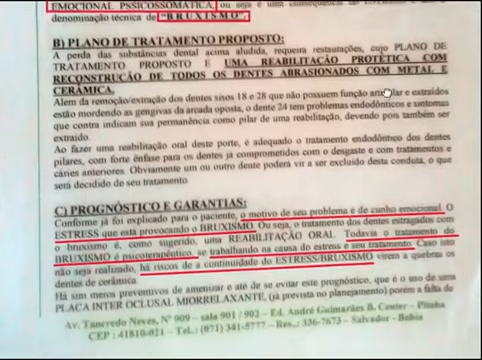 EMOCIONAL PSSICOSSOMÁTICA, ou seja é uma consequência do ESTRESSE
denominação técnica de "BRUXISMO".
B) PLANO DE TRATAMENTO PROPOSTO:
A perda das substâncias dental acima aludida, requeira restaurações, cujo PLANO DE
TRATAMENTO PROPOSTO É UMA REABILITAÇÃO PROTÉTICA COM
RECONSTRUÇÃO DE TODOS OS DENTES ABRASIONADOS COM METAL E
CERÂMICA.
Alem da remoção/extração dos dentes sisos 18 e 28 que não possuem função articular e extraídos
estão mordendo as gengivas da arcada oposta, o dente 24 tem problemas endodônticos e sintomas
que contra indicam sua permanência como pilar de uma reabilitação, devendo pois também ser
extraído.
Ao fazer uma reabilitação oral deste porte, é adequado o tratamento endodôntico dos dentes
pilares, com forte ênfase para os dentes já comprometidos com o desgaste e com tratamentos e
cáries anteriores. Obviamente um ou outro dente poderá vir a ser excluído desta conduta, o que
será decidido de seu tratamento.
C) PROGNÓSTICO E GARANTIAS:
Conforme já foi explicado para o paciente, o motivo de seu problema é de cunho emocional. O
ESTRESS que está provocando o BRUXISMO. Ou seja, o tratamento dos dentes estragados com
o bruxismo é, como sugerido, uma REABILITAÇÃO ORAL. Todavia o tratamento do
BRUXISMO É psicoterapêutico, se trabalhando na causa do estress e seu tratamento. Caso isto
não seja realizado, há riscos de a continuidade do ESTRESS/BRUXISMO virem a quebras os
dentes de cerâmica.
Há sim meros preventivos de amenizar e até de se evitar este prognóstico, que é o uso de uma
PLACA INTER OCLUSAL MIORRELAXANTE, (já prevista no planejamento) porém a falta de
Av. Tancredo Neves, Nº 909 - sala 901 / 902 - Ed. André Guimarães B. Center - Pituba
CEP : 41810-021 - Tel.: (071) 341-5777 - Res.: 336-7673 - Salvador - Bahia